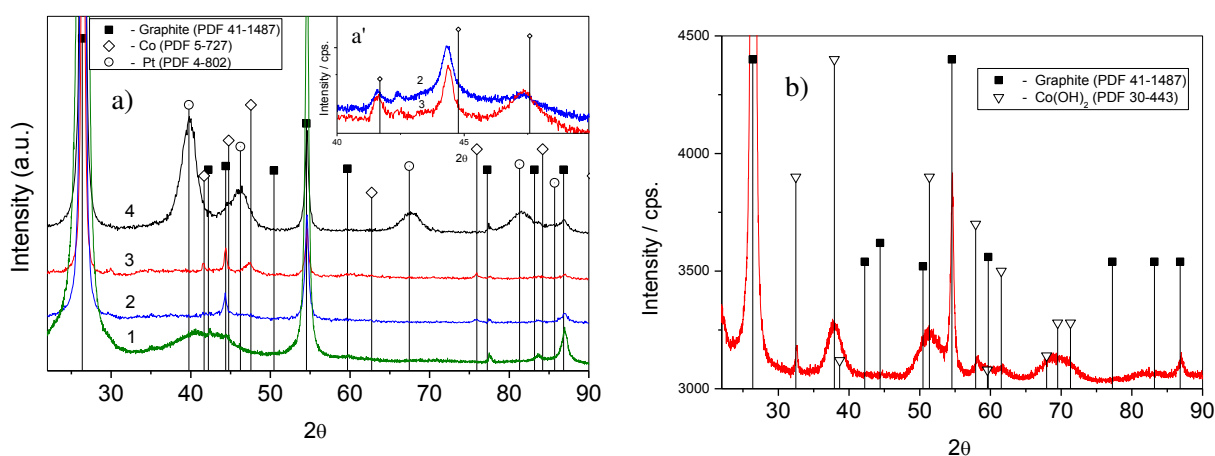 - Graphite (PDF 41-1487)
- Co (PDF 5-727)
- Pt (PDF 4-802)
a)
a'
Intensity / cps.
2
3
40
45
2θ
Intensity (a.u.)
4
3
2
1
30
40
50
60
70
80
90
2θ
b)
- Graphite (PDF 41-1487)
- Co(OH)2 (PDF 30-443)
Intensity / cps.
4500
4000
3500
3000
30
40
50
60
70
80
90
2θ